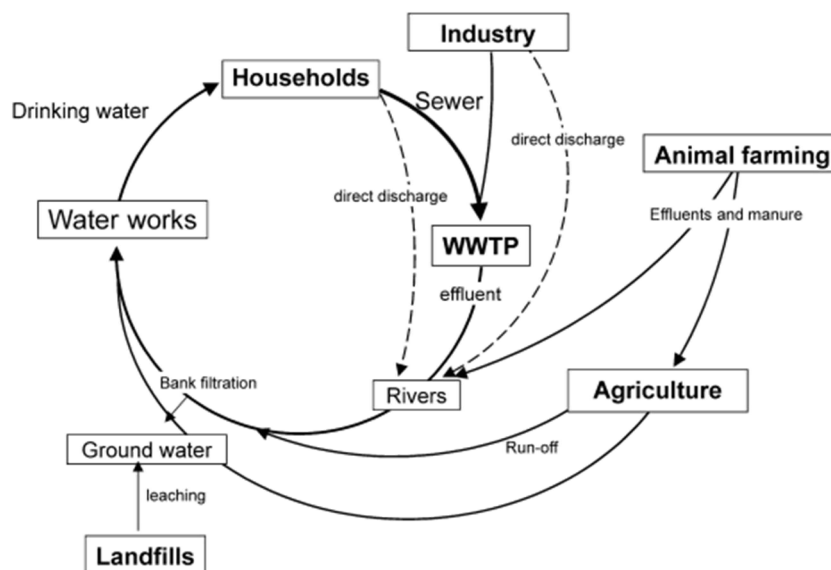 Industry
Households
Sewer
Drinking water
direct discharge
Animal farming
direct discharge
Effluents and manure
Water works
WWTP
effluent
Bank filtration
Rivers
Agriculture
Ground water
Run-off
leaching
Landfills